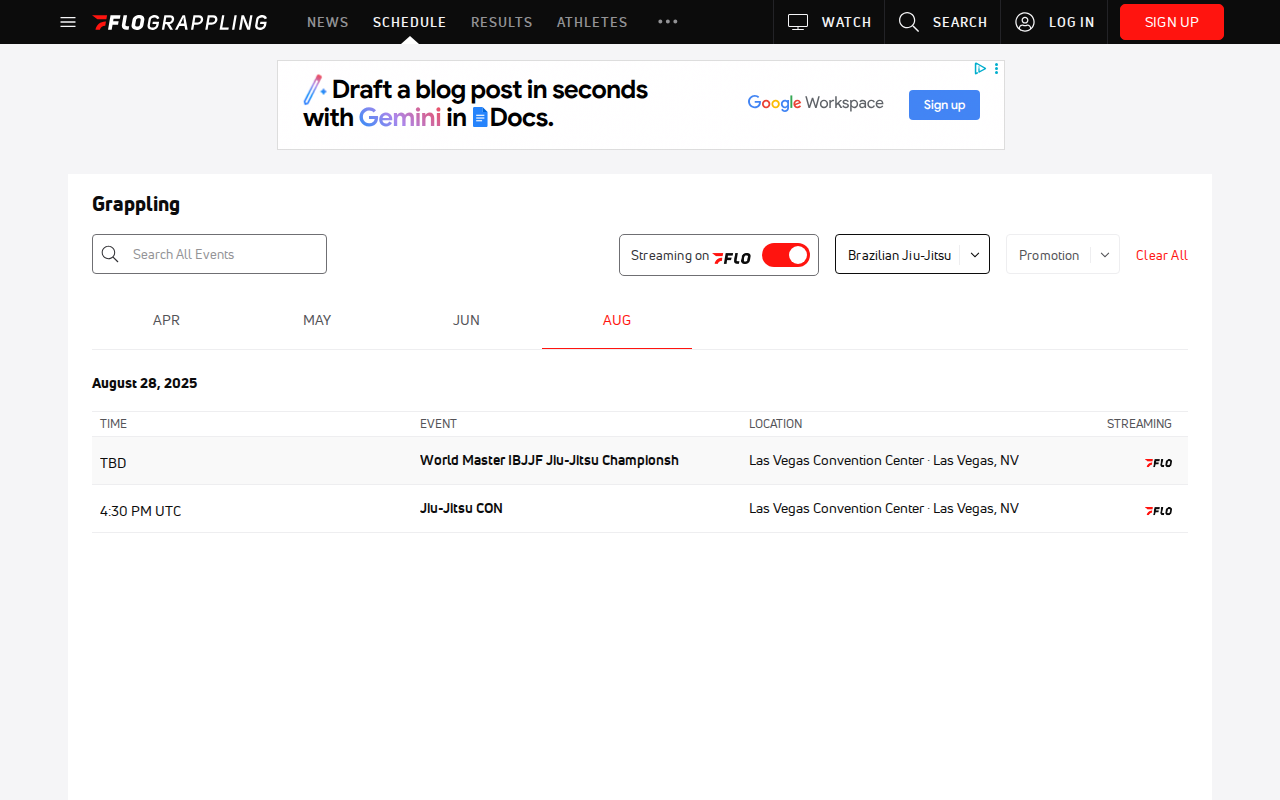 FLOGRAPPLING NEWS SCHEDULE RESULTS ATHLETES ••• WATCH SEARCH LOG IN SIGN UP
Draft a blog post in seconds
with Gemini in Docs.
Google Workspace
Sign up
Grappling
Search All Events
Streaming on FLO
Brazilian Jiu-Jitsu
Promotion
Clear All
APR MAY JUN AUG
August 28, 2025
TIME EVENT LOCATION STREAMING
TBD World Master IBJJF Jiu-Jitsu Championsh Las Vegas Convention Center · Las Vegas, NV FLO
4:30 PM UTC Jiu-Jitsu CON Las Vegas Convention Center · Las Vegas, NV FLO